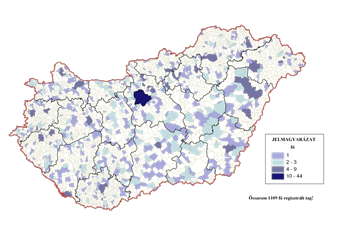 JELMAGYARÁZAT
fő
1
2 - 3
4 - 9
10 - 44
Összesen 1109 fő regisztrált tag!